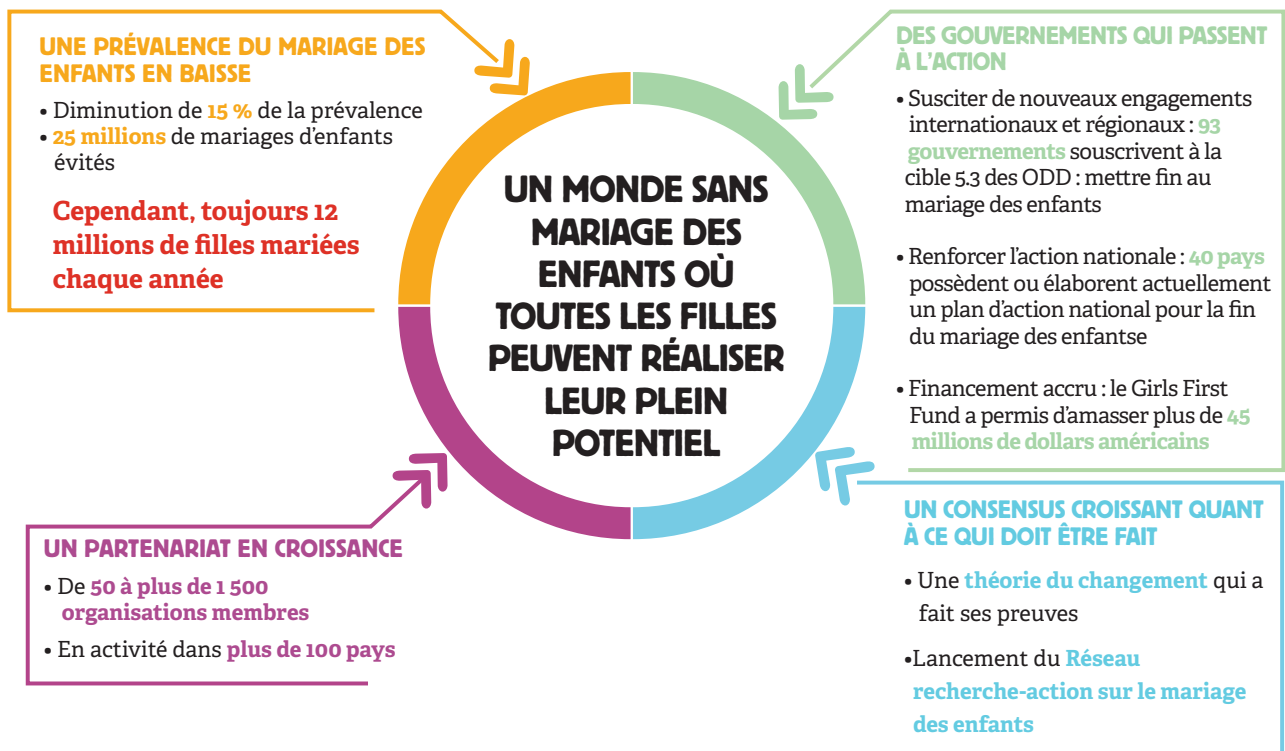 UNE PRÉVALENCE DU MARIAGE DES
ENFANTS EN BAISSE
• Diminution de 15 % de la prévalence
• 25 millions de mariages d'enfants
évités
Cependant, toujours 12
millions de filles mariées
chaque année
DES GOUVERNEMENTS QUI PASSENT
À L'ACTION
• Susciter de nouveaux engagements
internationaux et régionaux : 93
gouvernements souscrivent à la
cible 5.3 des ODD : mettre fin au
mariage des enfants
• Renforcer l'action nationale : 40 pays
possèdent ou élaborent actuellement
un plan d'action national pour la fin
du mariage des enfantse
• Financement accru : le Girls First
Fund a permis d'amasser plus de 45
millions de dollars américains
UN MONDE SANS
MARIAGE DES
ENFANTS OÙ
TOUTES LES FILLES
PEUVENT RÉALISER
LEUR PLEIN
POTENTIEL
UN PARTENARIAT EN CROISSANCE
• De 50 à plus de 1 500
organisations membres
• En activité dans plus de 100 pays
UN CONSENSUS CROISSANT QUANT
À CE QUI DOIT ÊTRE FAIT
• Une théorie du changement qui a
fait ses preuves
•Lancement du Réseau
recherche-action sur le mariage
des enfants